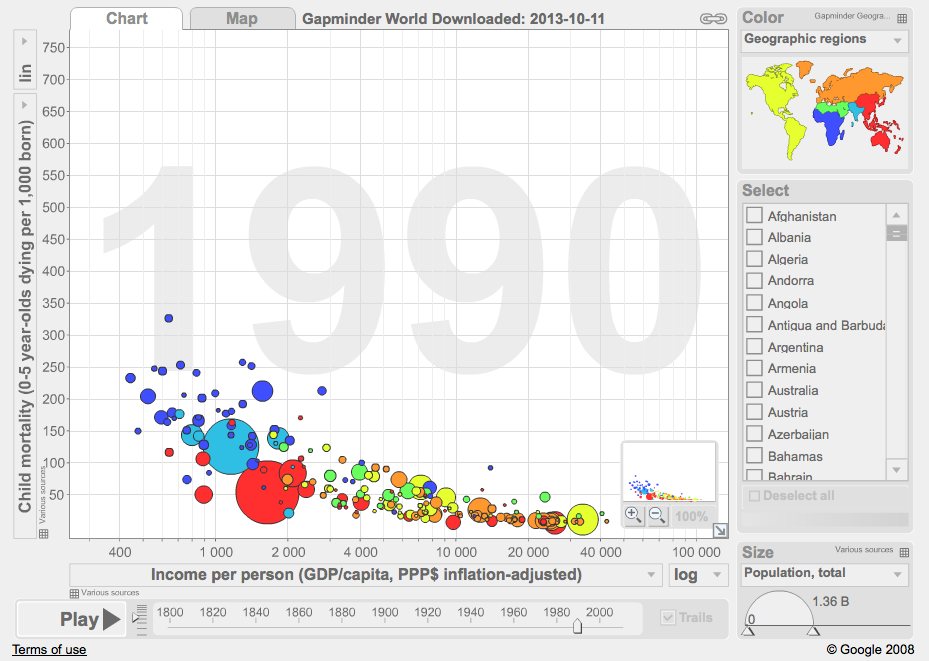 Chart
Map
Gapminder World Downloaded: 2013-10-11
Color
Gapminder Geogra...
Geographic regions
lin
Child mortality (0-5 year-olds dying per 1,000 born)
Various sources
750
700
650
600
550
500
450
400
350
300
250
200
150
100
50
1990
Select
Afghanistan
Albania
Algeria
Andorra
Angola
Antigua and Barbuda
Argentina
Armenia
Australia
Austria
Azerbaijan
Bahamas
Bahrain
Deselect all
100%
400
1 000
2 000
4 000
10 000
20 000
40 000
100 000
Income per person (GDP/capita, PPP$ inflation-adjusted)
log
Various sources
Size
Various sources
Population, total
1.36 B
0
Play
1800 1820 1840 1860 1880 1900 1920 1940 1960 1980 2000
Trails
Terms of use
© Google 2008